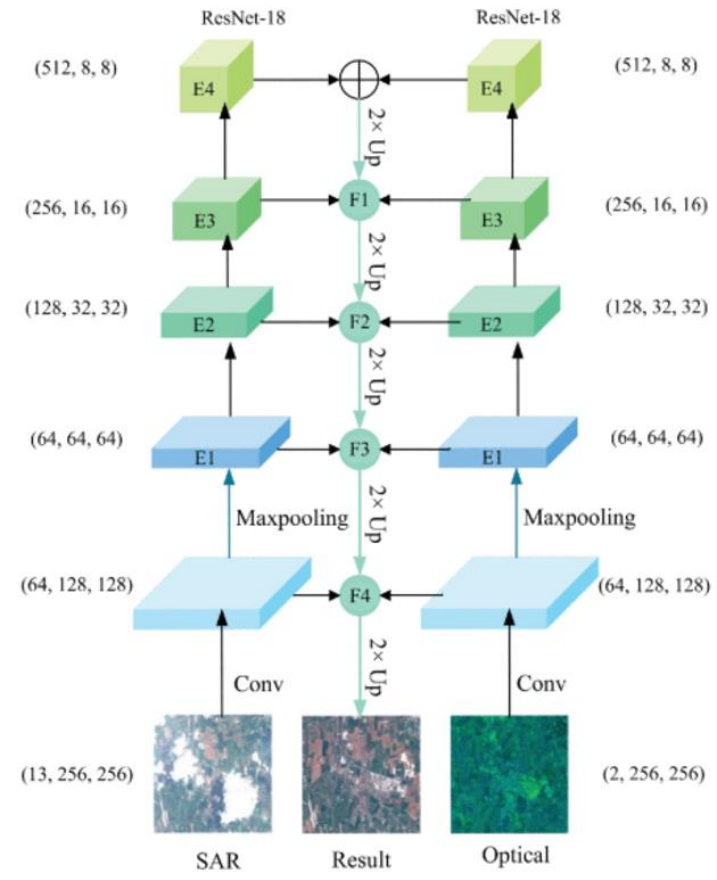 ResNet-18 ResNet-18
(512, 8, 8) E4 E4 (512, 8, 8)
2× Up
(256, 16, 16) E3 F1 E3 (256, 16, 16)
2× Up
(128, 32, 32) E2 F2 E2 (128, 32, 32)
2× Up
(64, 64, 64) E1 F3 E1 (64, 64, 64)
Maxpooling 2× Up Maxpooling
(64, 128, 128) F4 (64, 128, 128)
Conv 2× Up Conv
(13, 256, 256) (2, 256, 256)
SAR Result Optical